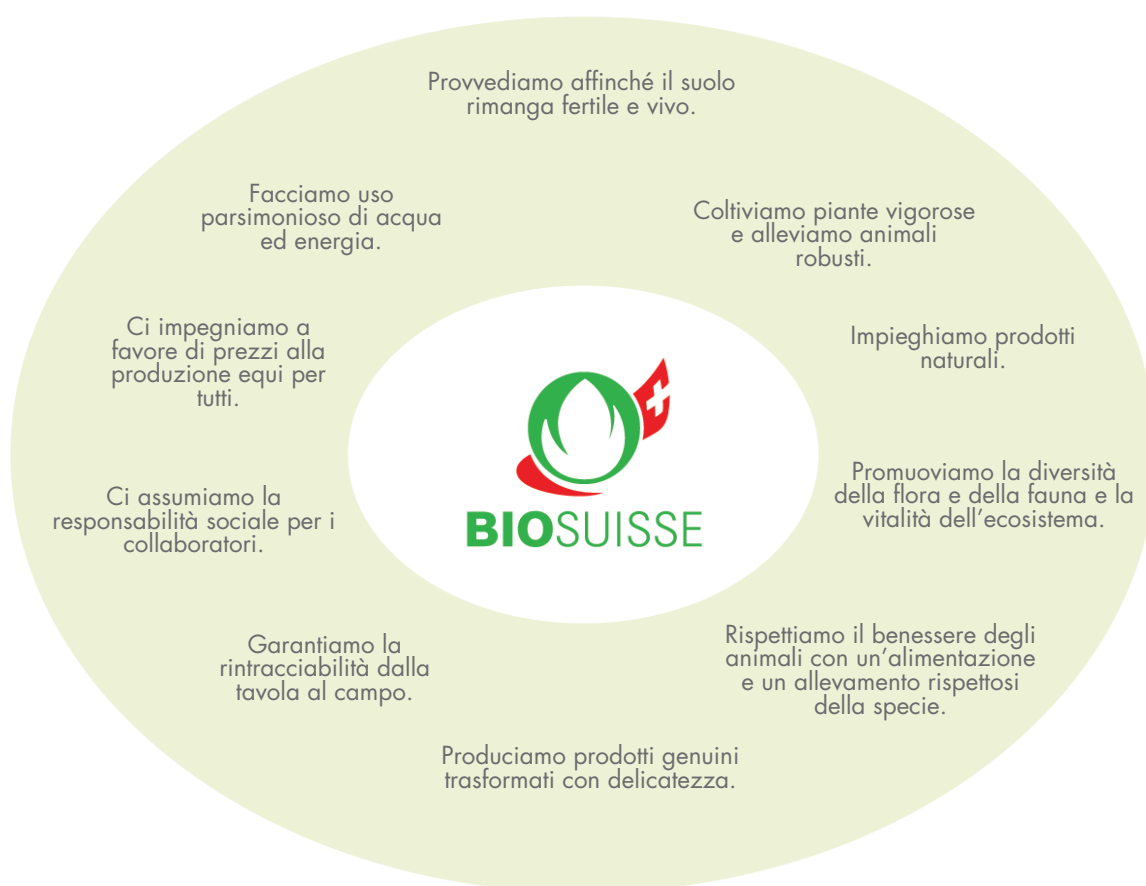 Provvediamo affinché il suolo
rimanga fertile e vivo.
Facciamo uso
parsimonioso di acqua
ed energia.
Coltiviamo piante vigorose
e alleviamo animali
robusti.
Ci impegniamo a
favore di prezzi alla
produzione equi per
tutti.
Impieghiamo prodotti
naturali.
BIOSUISSE
Ci assumiamo la
responsabilità sociale per i
collaboratori.
Promuoviamo la diversità
della flora e della fauna e la
vitalità dell’ecosistema.
Garantiamo la
rintracciabilità dalla
tavola al campo.
Rispettiamo il benessere degli
animali con un’alimentazione
e un allevamento rispettosi
della specie.
Produciamo prodotti genuini
trasformati con delicatezza.